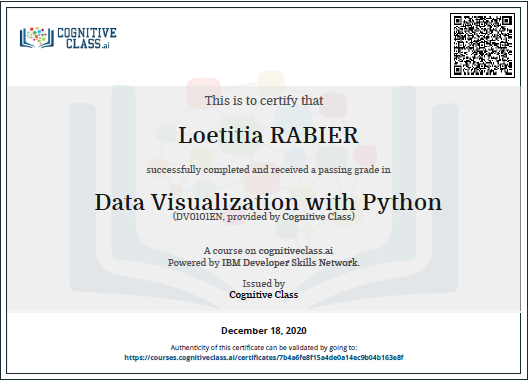 COGNITIVE
CLASS.ai
This is to certify that
Loetitia RABIER
successfully completed and received a passing grade in
Data Visualization with Python
(DV0101EN, provided by Cognitive Class)
A course on cognitiveclass.ai
Powered by IBM Developer Skills Network.
Issued by
Cognitive Class
December 18, 2020
Authenticity of this certificate can be validated by going to:
https://courses.cognitiveclass.ai/certificates/7b4a6fe8f15a4de0a14ec9b04b163e8f